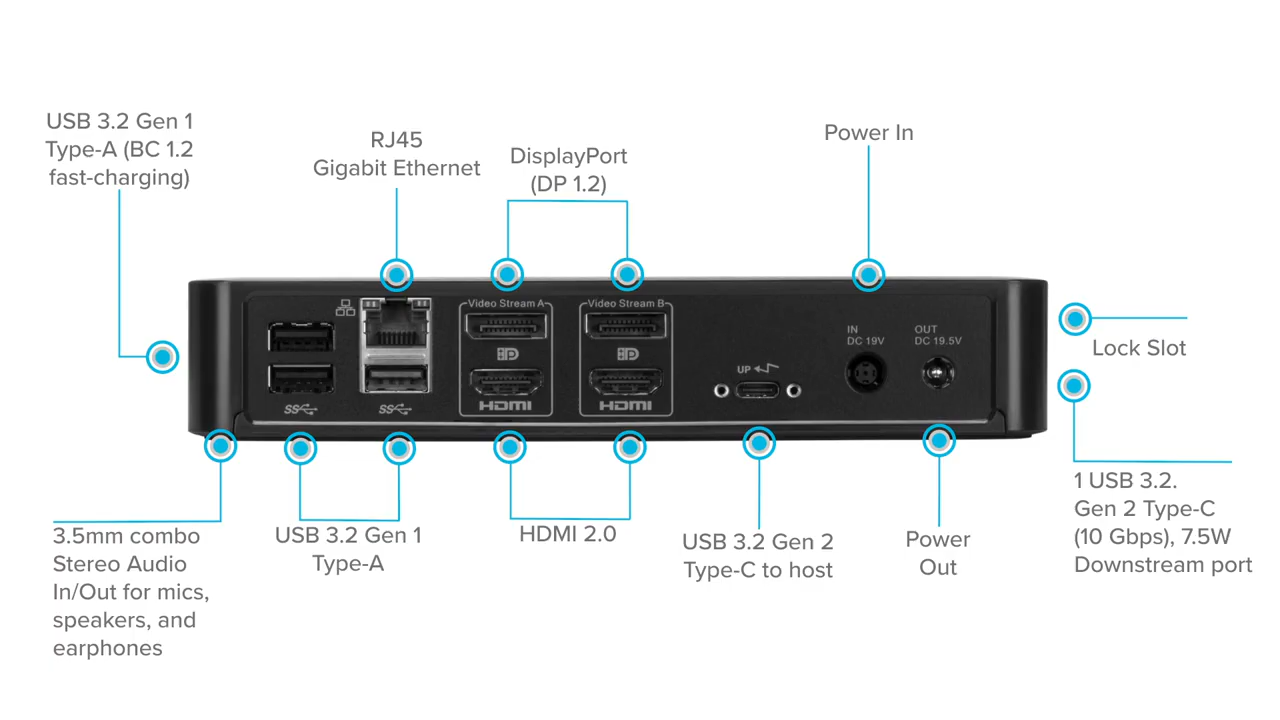 USB 3.2 Gen 1
Type-A (BC 1.2
fast-charging)
RJ45
Gigabit Ethernet
DisplayPort
(DP 1.2)
Power In
Video Stream A
Video Stream B
IN
DC 19V
OUT
DC 19.5V
UP
HDMI
HDMI
SS
SS
Lock Slot
3.5mm combo
Stereo Audio
In/Out for mics,
speakers, and
earphones
USB 3.2 Gen 1
Type-A
HDMI 2.0
USB 3.2 Gen 2
Type-C to host
Power
Out
1 USB 3.2.
Gen 2 Type-C
(10 Gbps), 7.5W
Downstream port